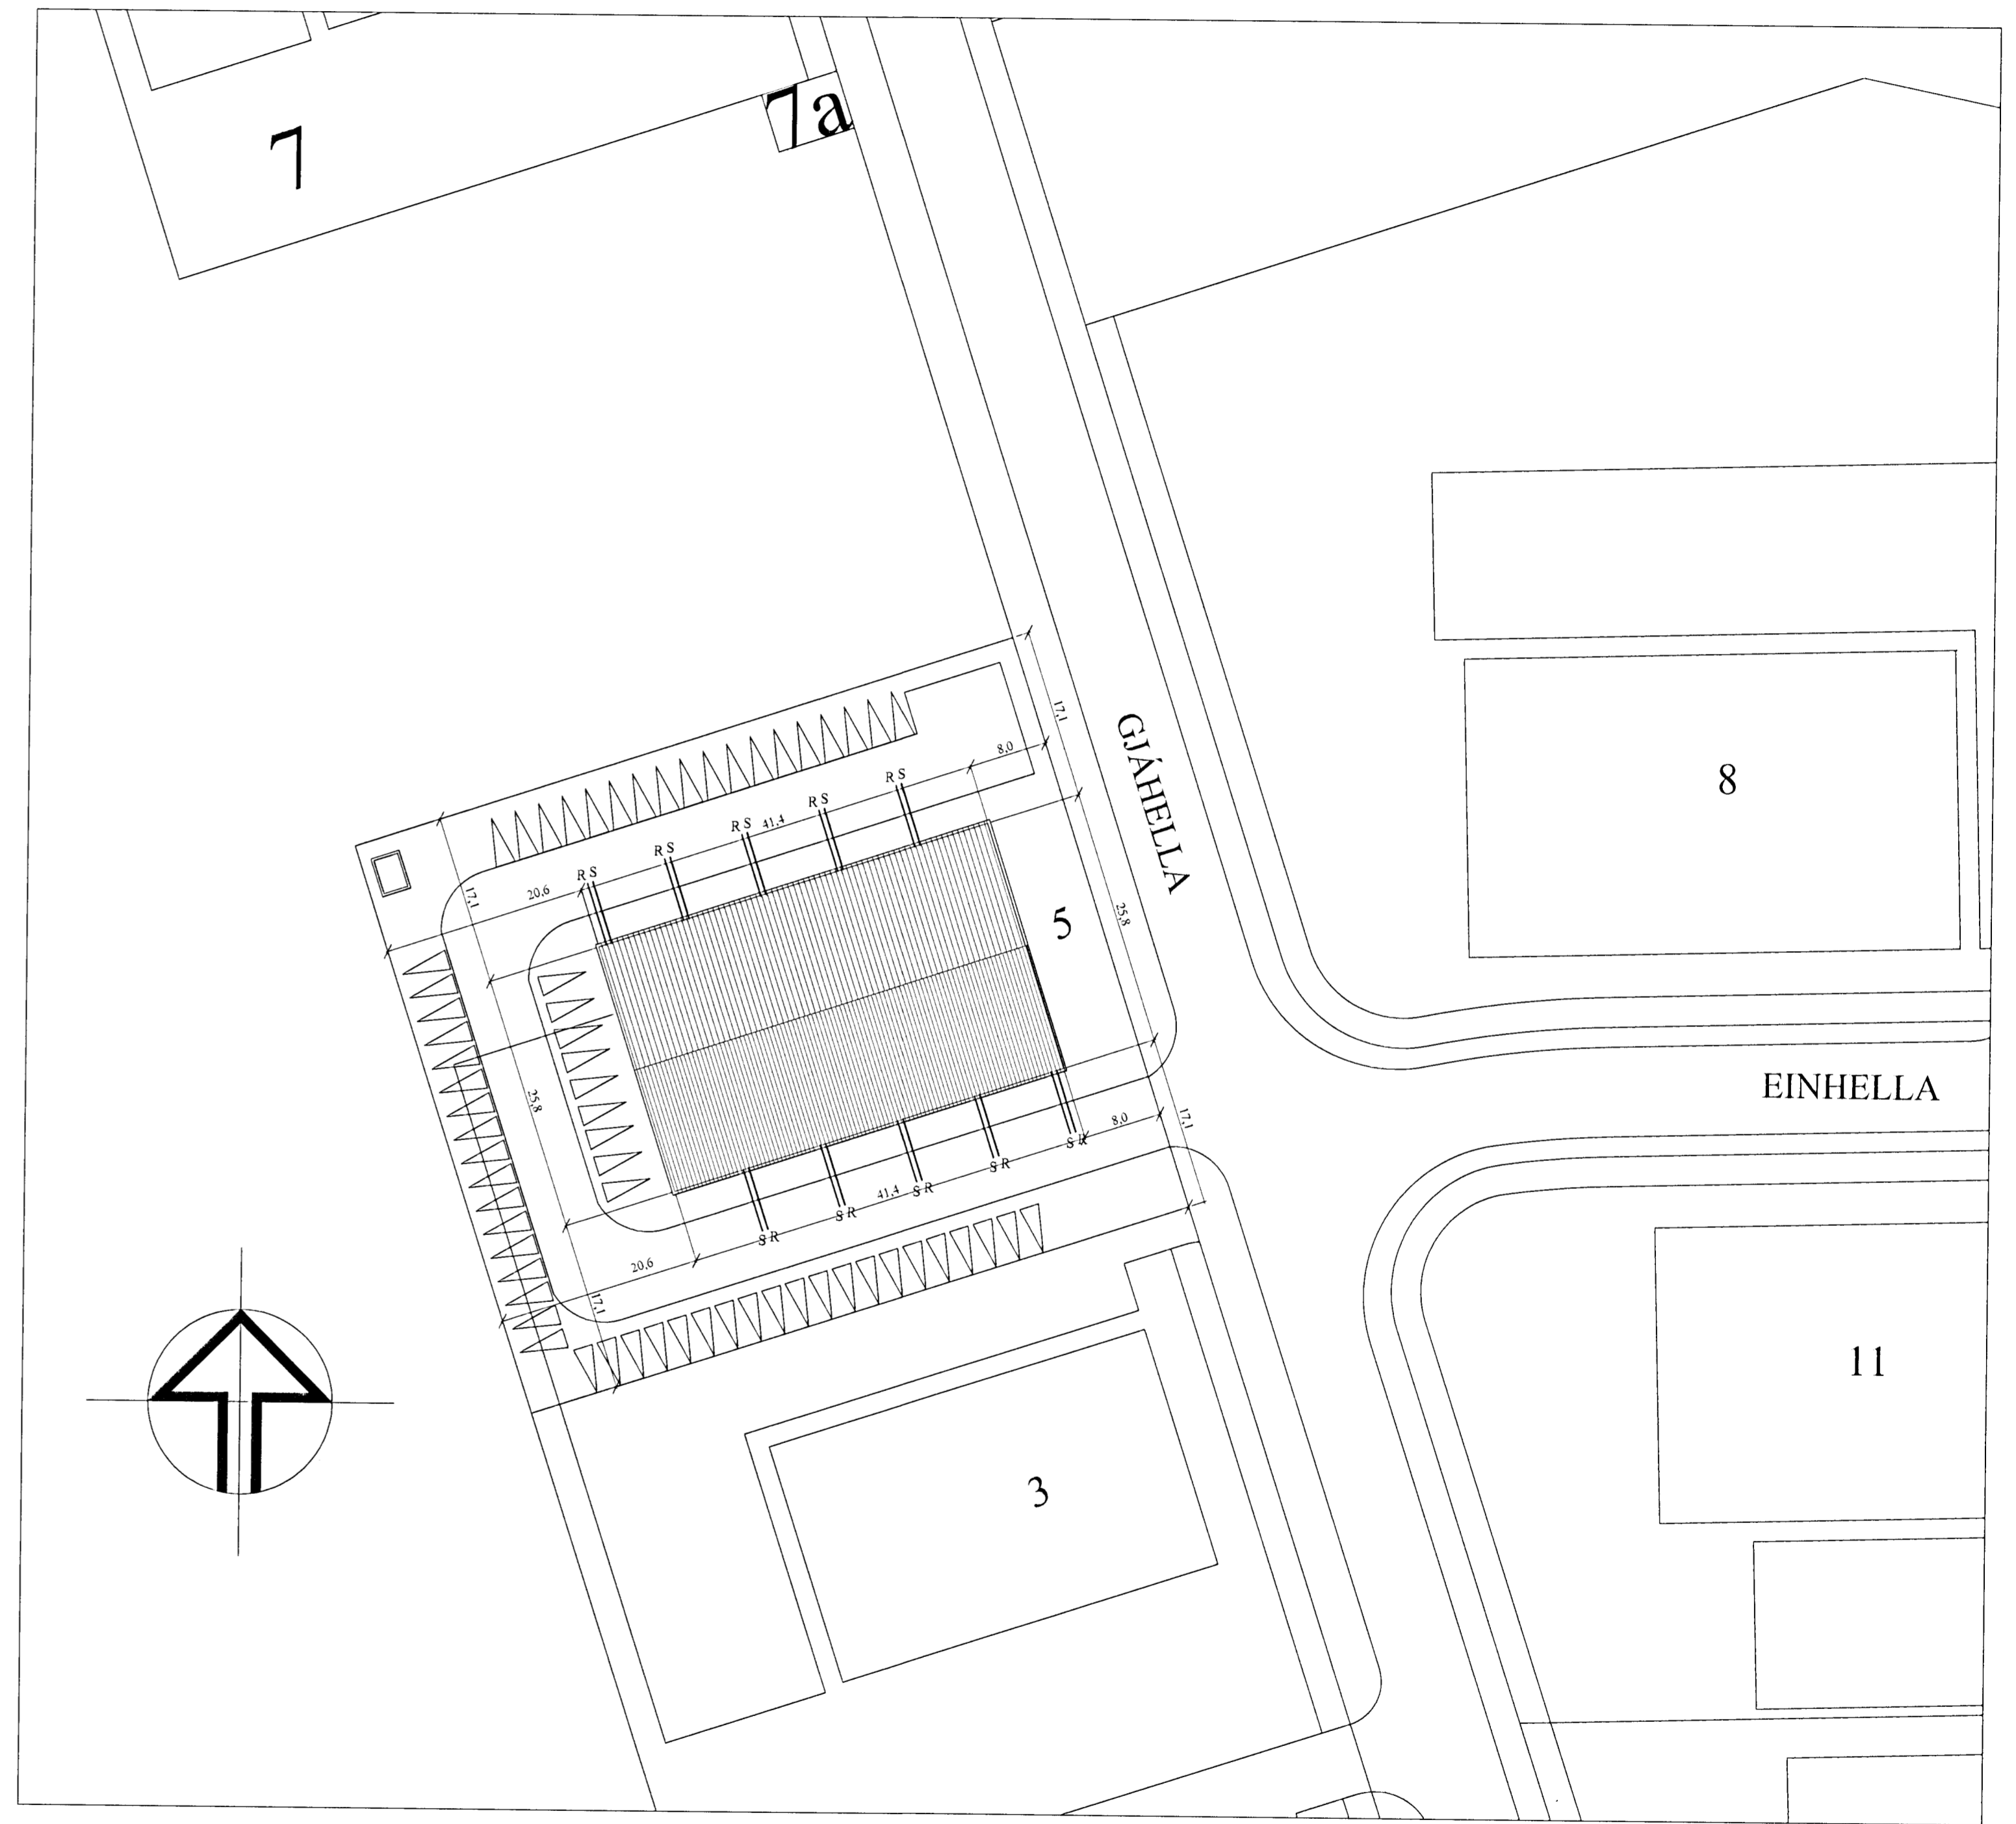 7a
7
17,1
8,0
GJÁHELLA
8
R S
R S
41,4
R S
R S
R S
20,6
17,1
5
25,8
EINHELLA
25,8
8,0
17,1
S R
S R
S R
41,4
S R
S R
20,6
17,1
11
3